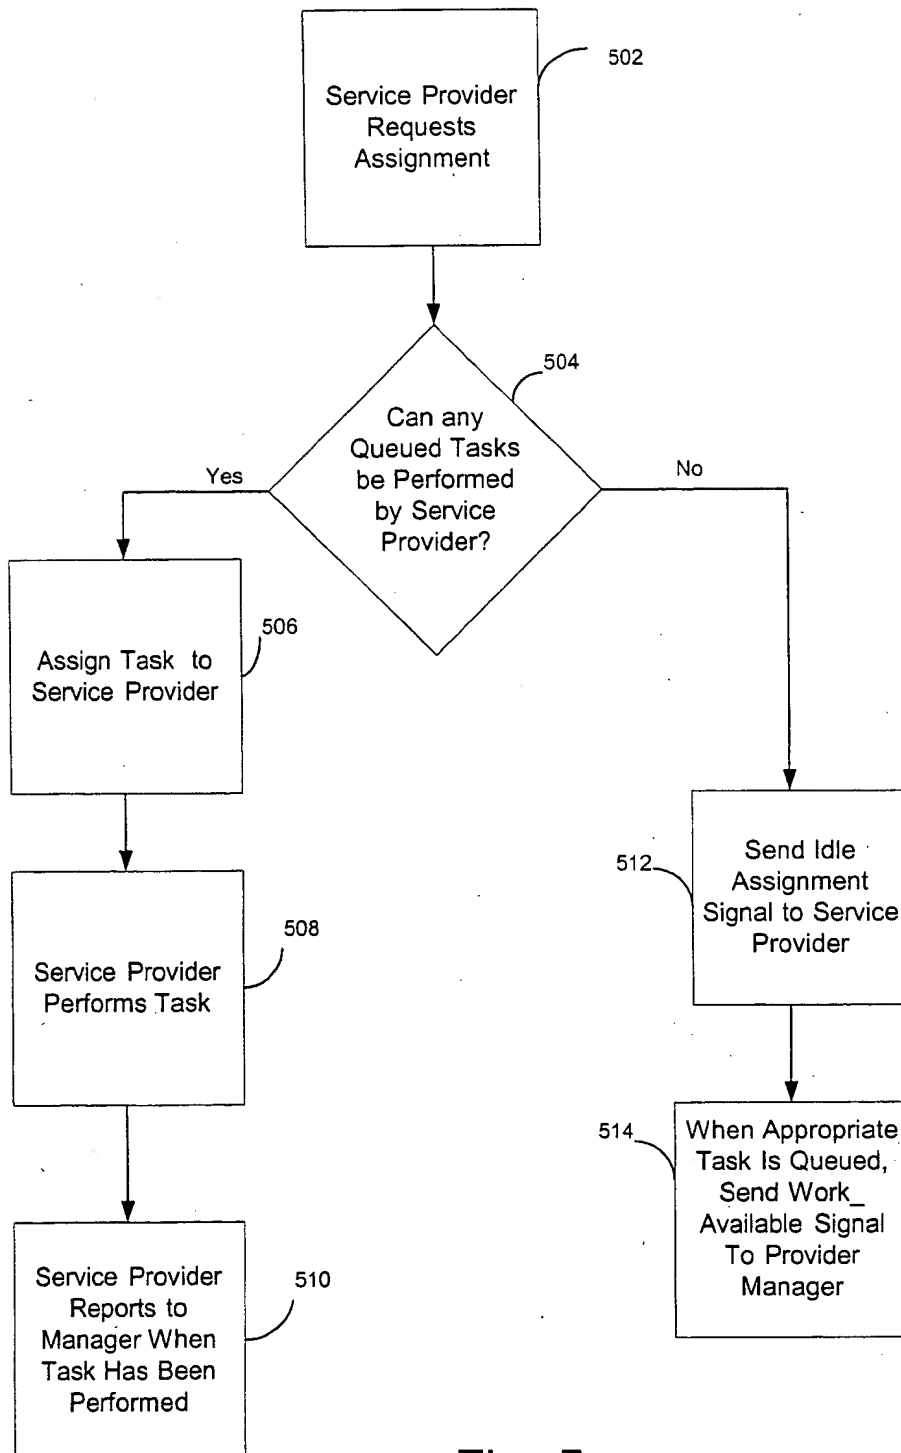 502
Service Provider
Requests
Assignment
504
Can any
Queued Tasks
be Performed
by Service
Provider?
Yes
No
506
Assign Task to
Service Provider
512
Send Idle
Assignment
Signal to Service
Provider
508
Service Provider
Performs Task
514
When Appropriate
Task Is Queued,
Send Work_
Available Signal
To Provider
Manager
510
Service Provider
Reports to
Manager When
Task Has Been
Performed